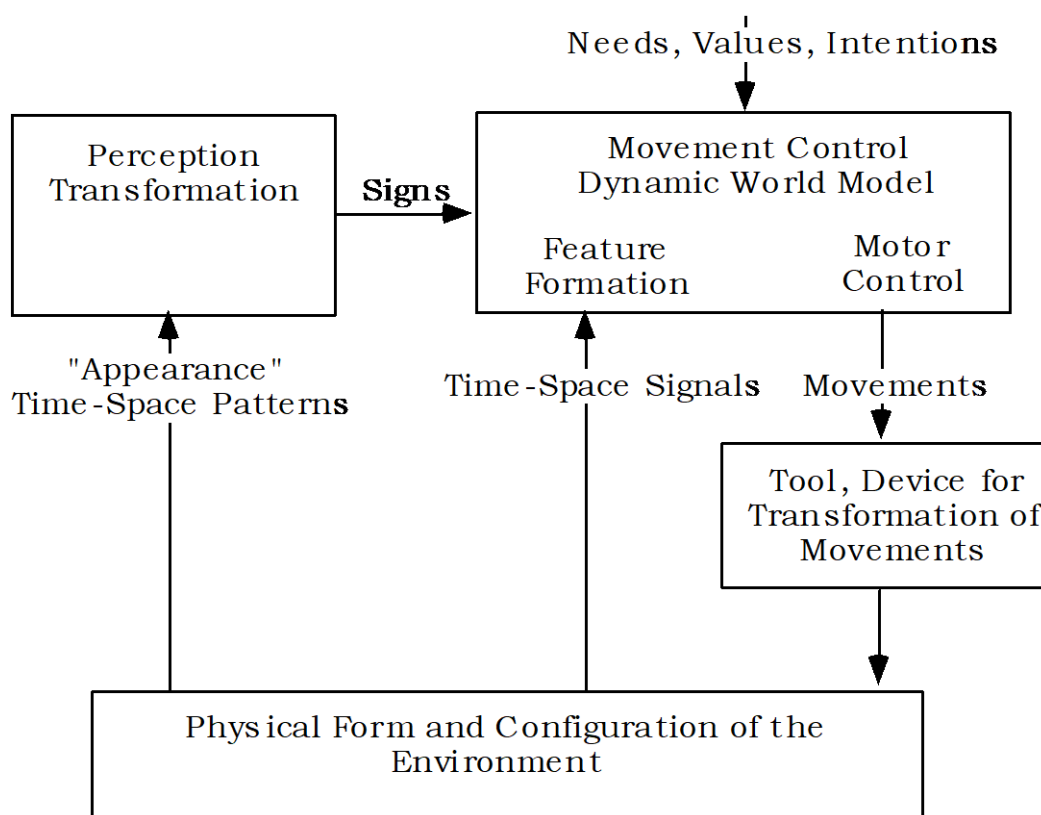 Needs, Values, Intentions
Perception
Transformation
Signs
Movement Control
Dynamic World Model
Feature
Formation
Motor
Control
"Appearance"
Time-Space Patterns
Time-Space Signals
Movements
Tool, Device for
Transformation of
Movements
Physical Form and Configuration of the
Environment